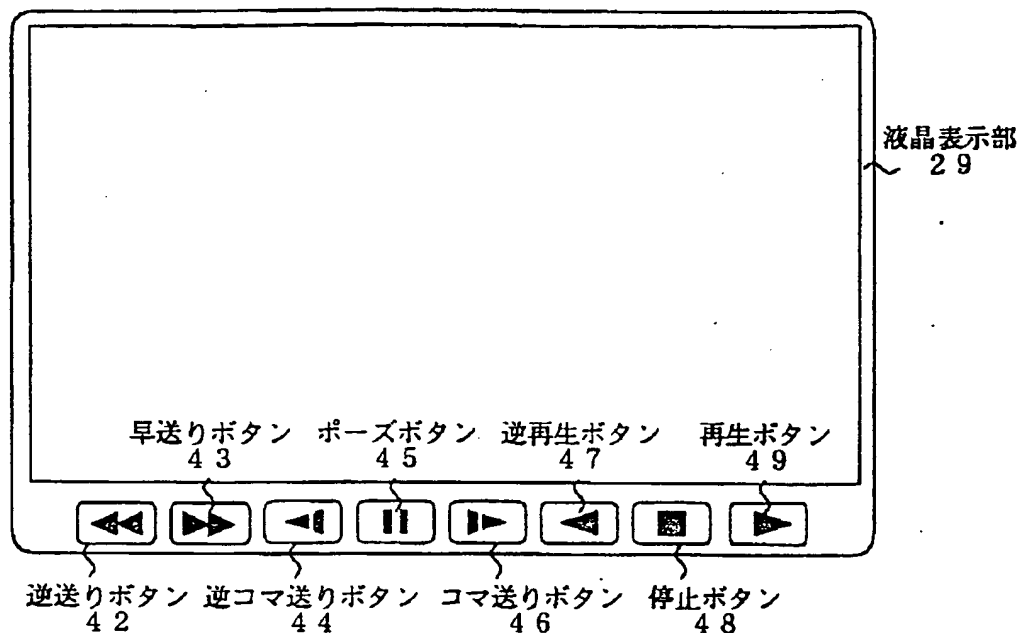 液晶表示部
29
早送りボタン ポーズボタン 逆再生ボタン 再生ボタン
43 45 47 49
逆送りボタン 逆コマ送りボタン コマ送りボタン 停止ボタン
42 44 46 48